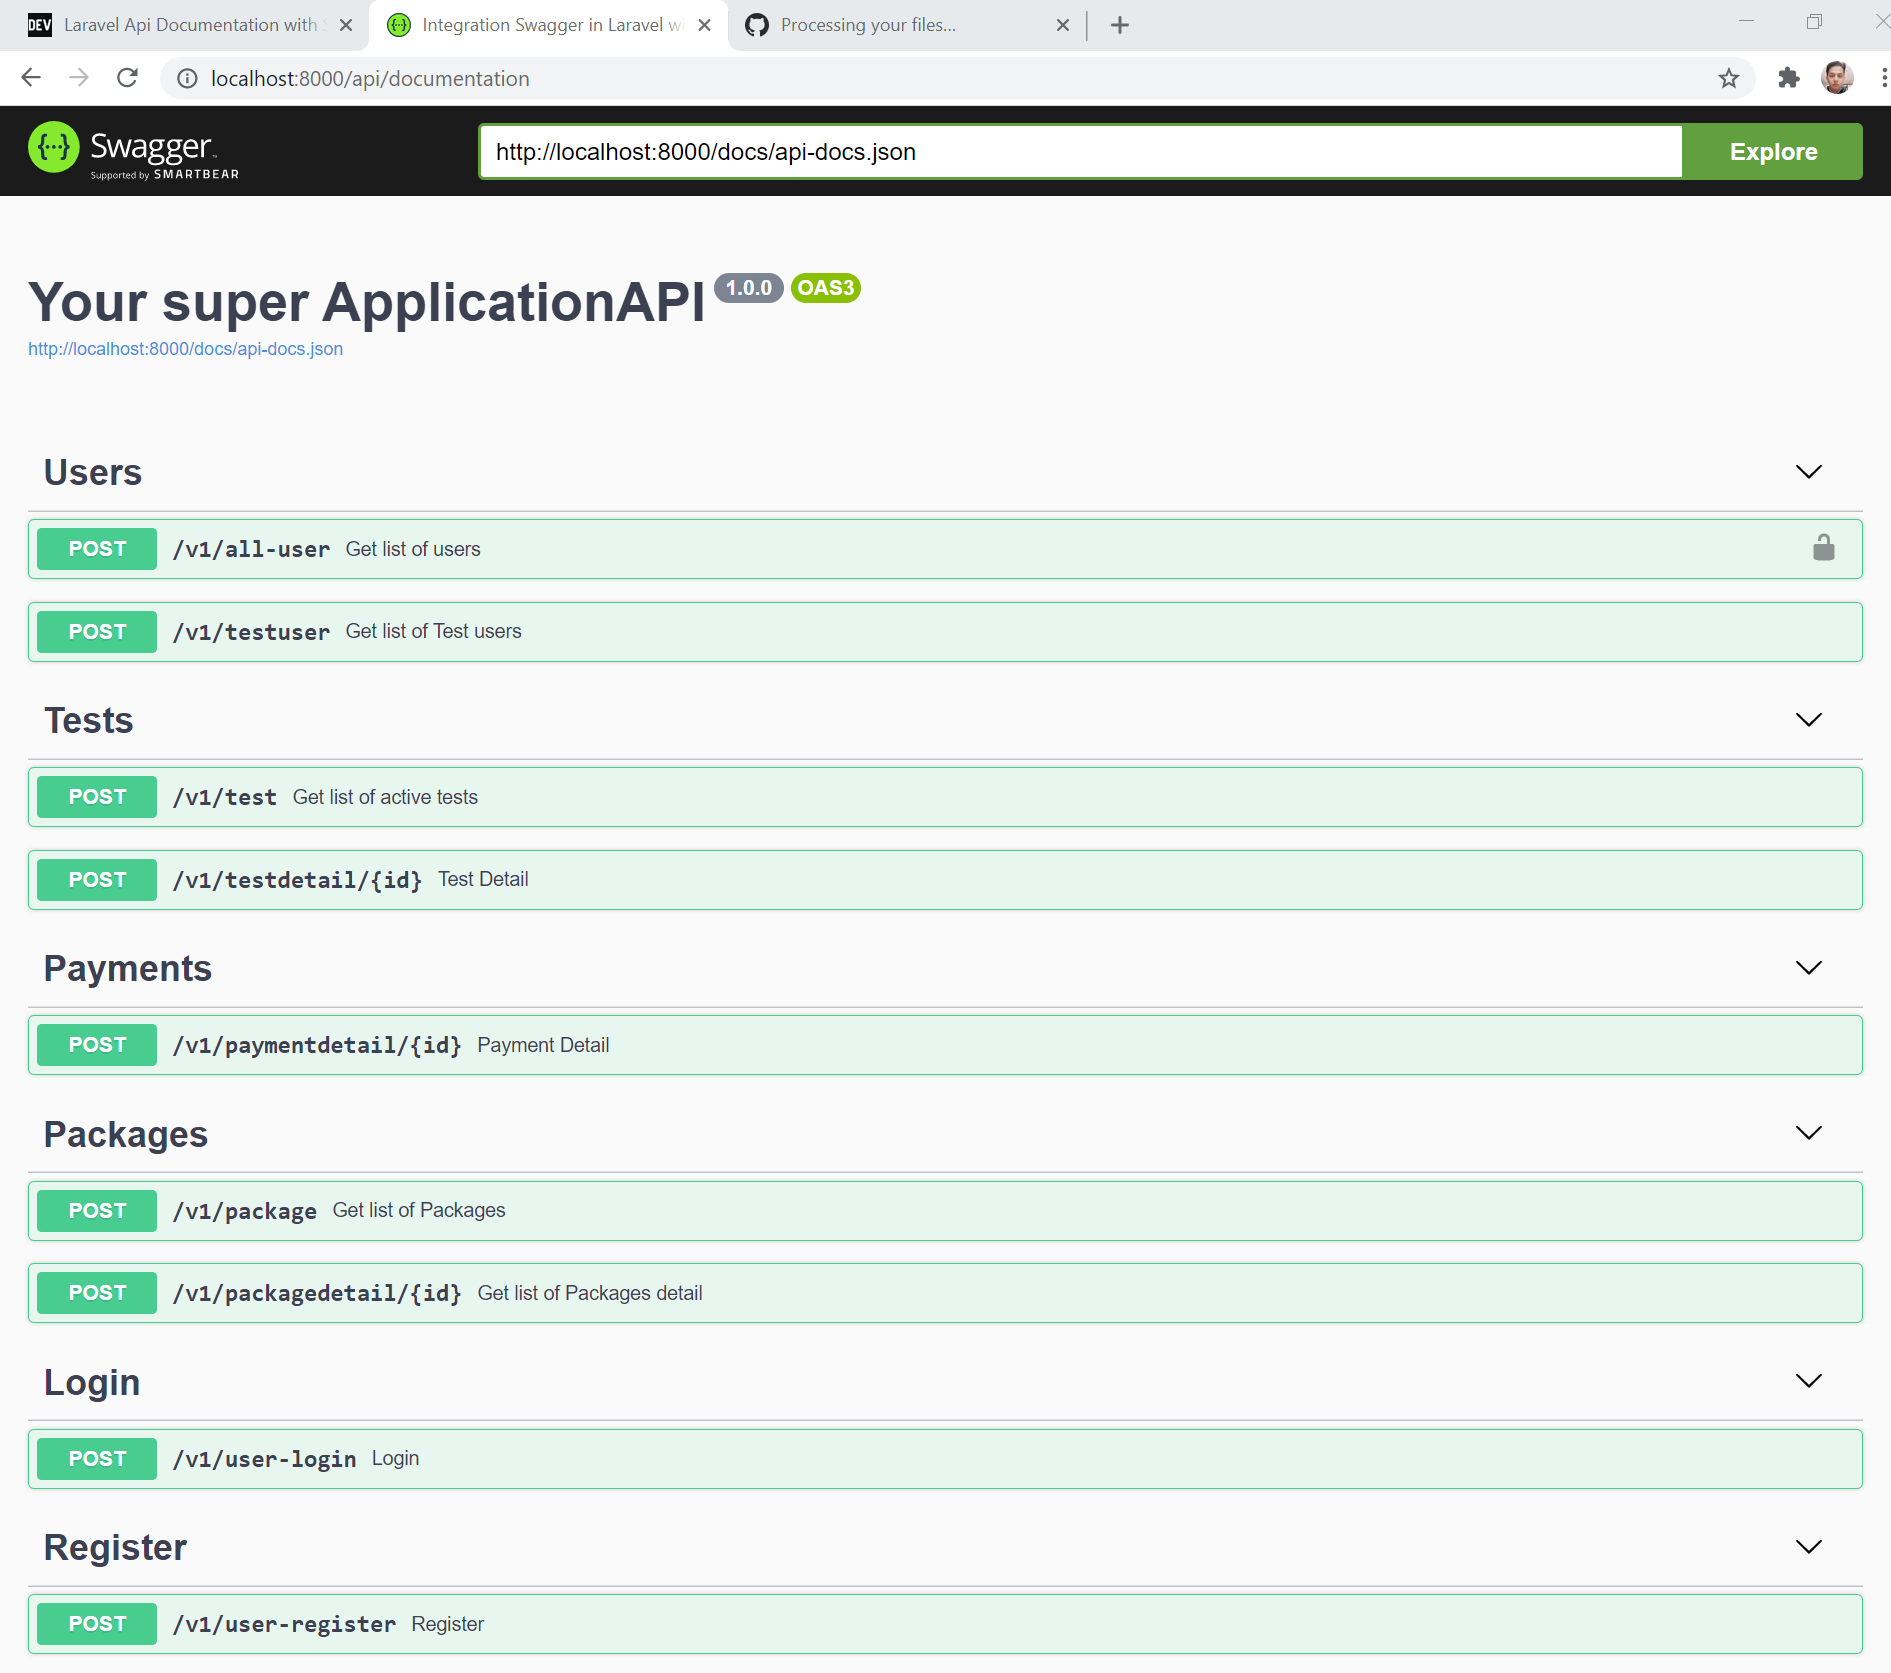 DEV Laravel Api Documentation with S
Integration Swagger in Laravel wi
Processing your files...
localhost:8000/api/documentation
{···} Swagger™
Supported by SMARTBEAR
http://localhost:8000/docs/api-docs.json
Explore
Your super ApplicationAPI 1.0.0 OAS3
http://localhost:8000/docs/api-docs.json
Users
POST /v1/all-user Get list of users
POST /v1/testuser Get list of Test users
Tests
POST /v1/test Get list of active tests
POST /v1/testdetail/{id} Test Detail
Payments
POST /v1/paymentdetail/{id} Payment Detail
Packages
POST /v1/package Get list of Packages
POST /v1/packagedetail/{id} Get list of Packages detail
Login
POST /v1/user-login Login
Register
POST /v1/user-register Register